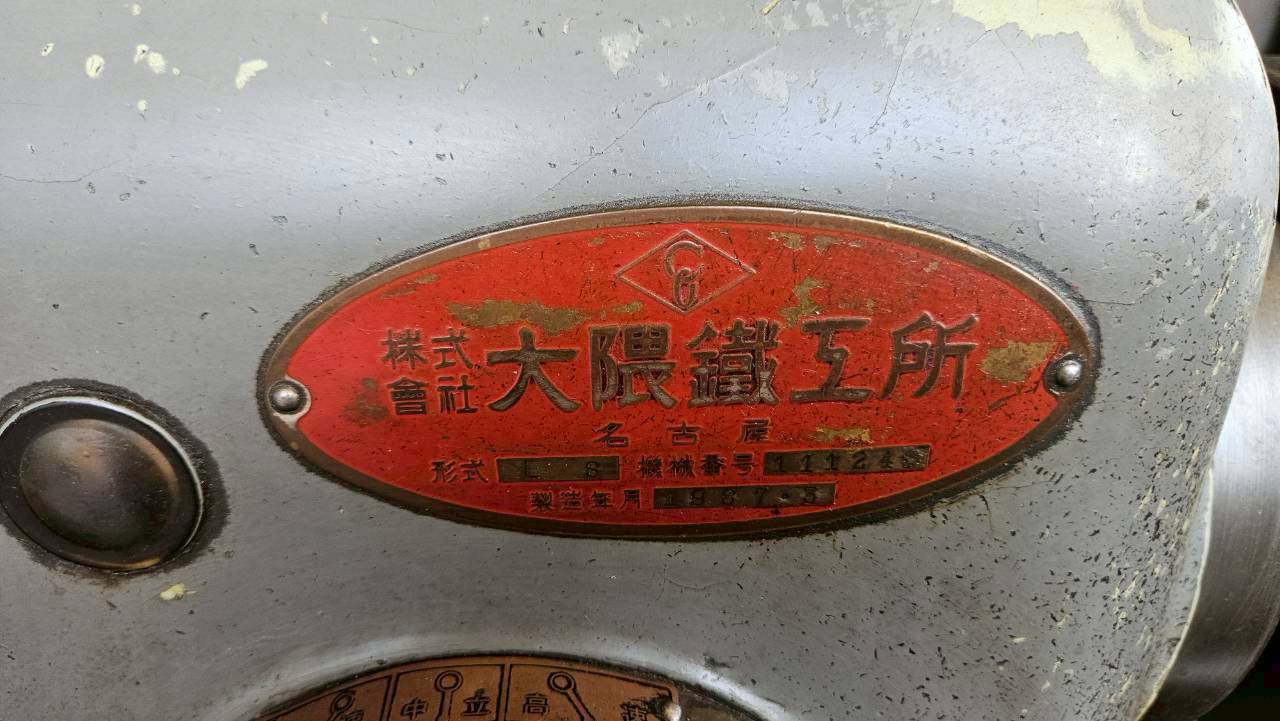 株式
會社 大隈鐵工所
名古屋
形式 LS 機械番号
製造年月 1967・3
中立 高